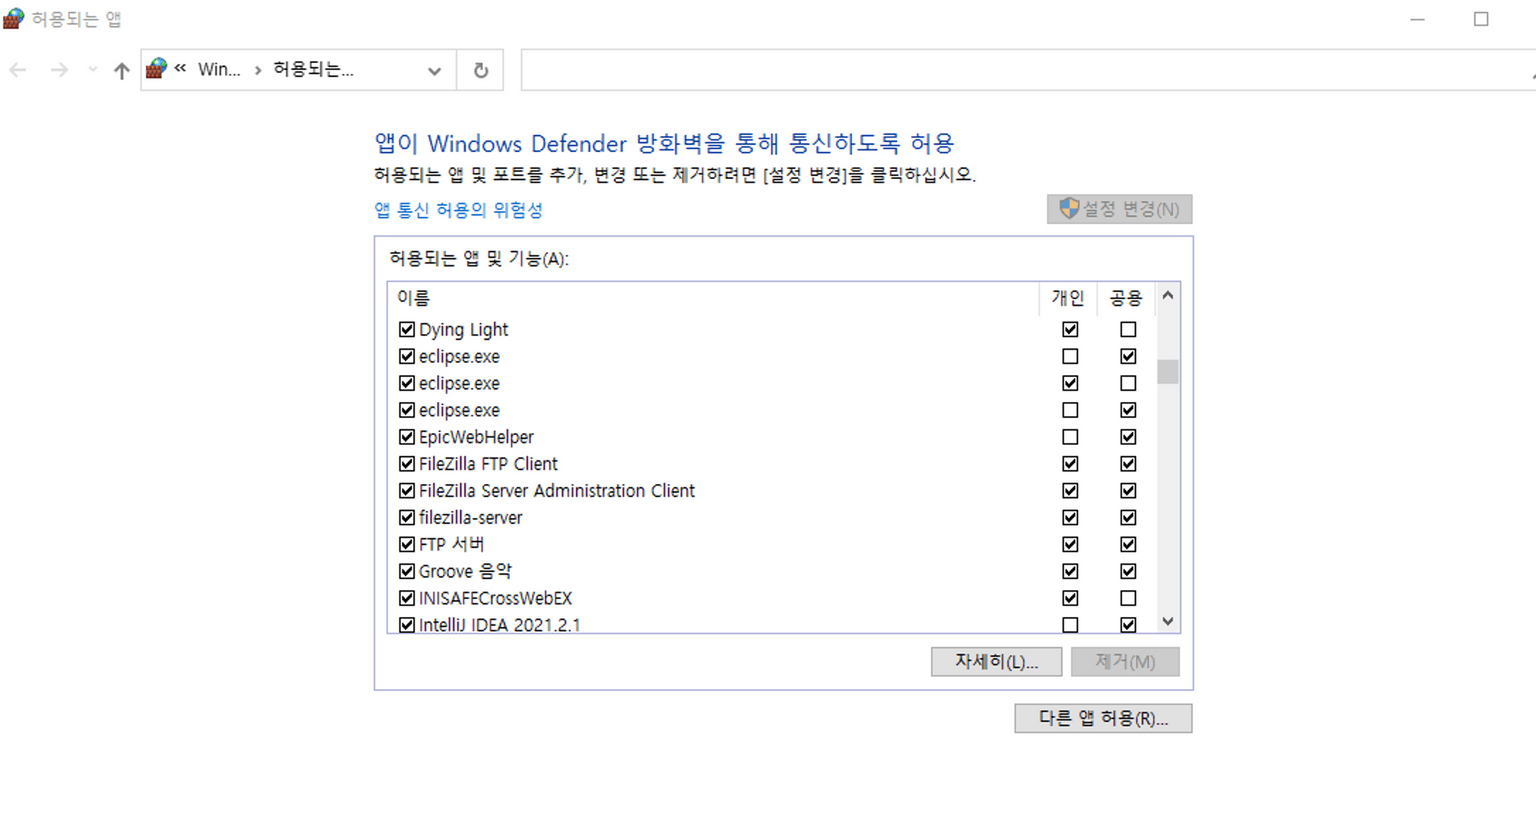 허용되는 앱
« Win... › 허용되는...
앱이 Windows Defender 방화벽을 통해 통신하도록 허용
허용되는 앱 및 포트를 추가, 변경 또는 제거하려면 [설정 변경]을 클릭하십시오.
앱 통신 허용의 위험성
설정 변경(N)
허용되는 앱 및 기능(A):
이름 개인 공용
Dying Light
eclipse.exe
eclipse.exe
eclipse.exe
EpicWebHelper
FileZilla FTP Client
FileZilla Server Administration Client
filezilla-server
FTP 서버
Groove 음악
INISAFECrossWebEX
IntelliJ IDEA 2021.2.1
자세히(L)... 제거(M)
다른 앱 허용(R)...